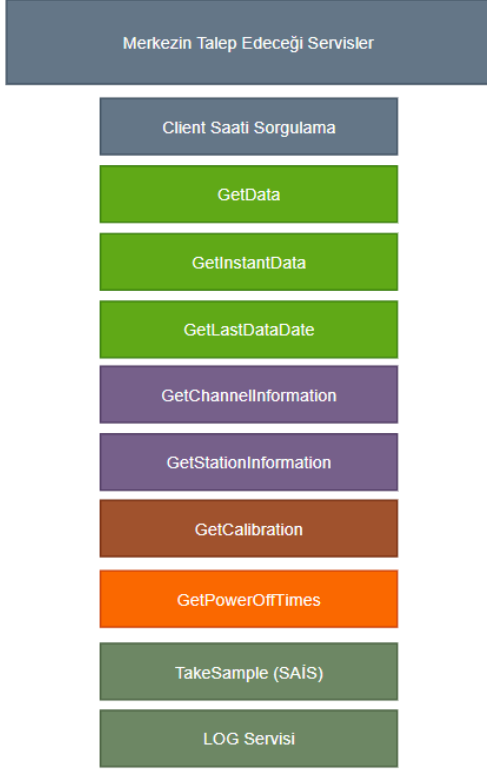 Merkezin Talep Edeceği Servisler
Client Saati Sorgulama
GetData
GetInstantData
GetLastDataDate
GetChannelInformation
GetStationInformation
GetCalibration
GetPowerOffTimes
TakeSample (SAİS)
LOG Servisi